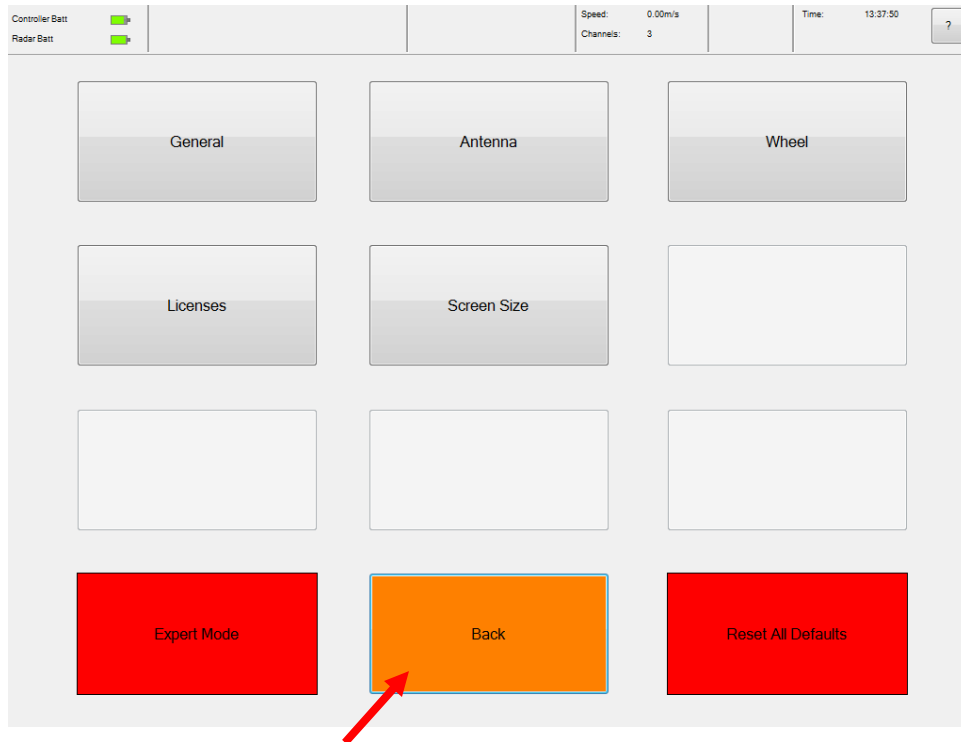 Controller Batt
Radar Batt
Speed: 0.00m/s
Channels: 3
Time: 13:37:50
?
General
Antenna
Wheel
Licenses
Screen Size
Expert Mode
Back
Reset All Defaults